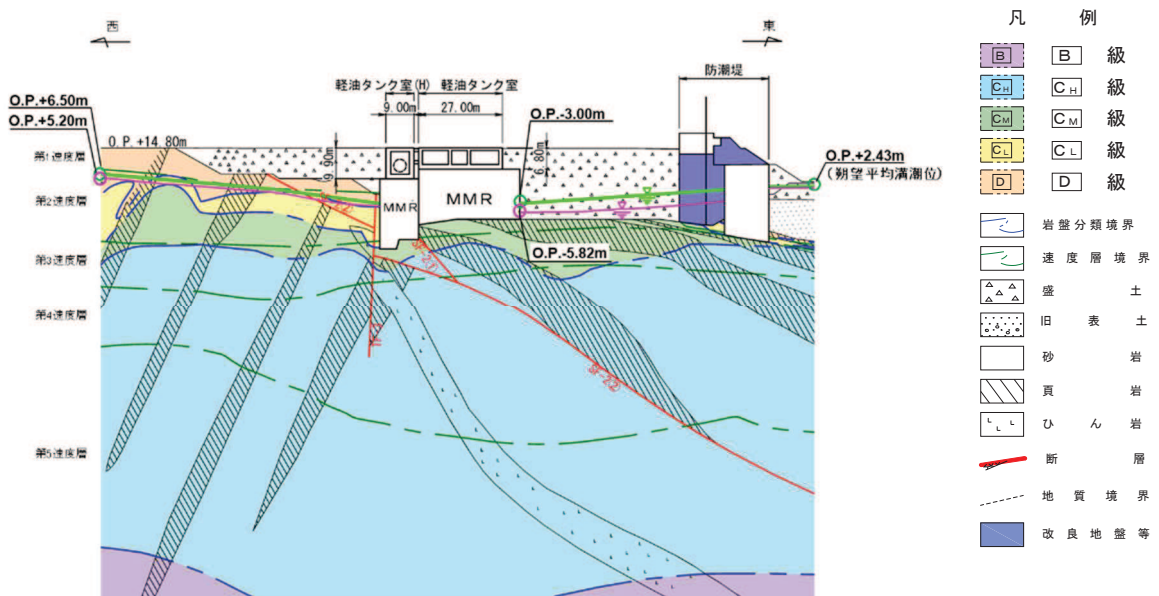 西
東
防潮堤
軽油タンク室(H) 軽油タンク室
9.00m 27.00m
O.P.+6.50m
O.P.+5.20m
O.P.+14.80m
O.P.-3.00m
O.P.+2.43m
(朔望平均満潮位)
9.90m
6.80m
第1速度層
第2速度層
第3速度層
第4速度層
第5速度層
MMR
MMR
O.P.-5.82m
SF-2(1)
SF-2(2)
凡 例
B B 級
CH CH 級
CM CM 級
CL CL 級
D D 級
岩盤分類境界
速度層境界
盛土
旧表土
砂岩
頁岩
ひん岩
断層
地質境界
改良地盤等